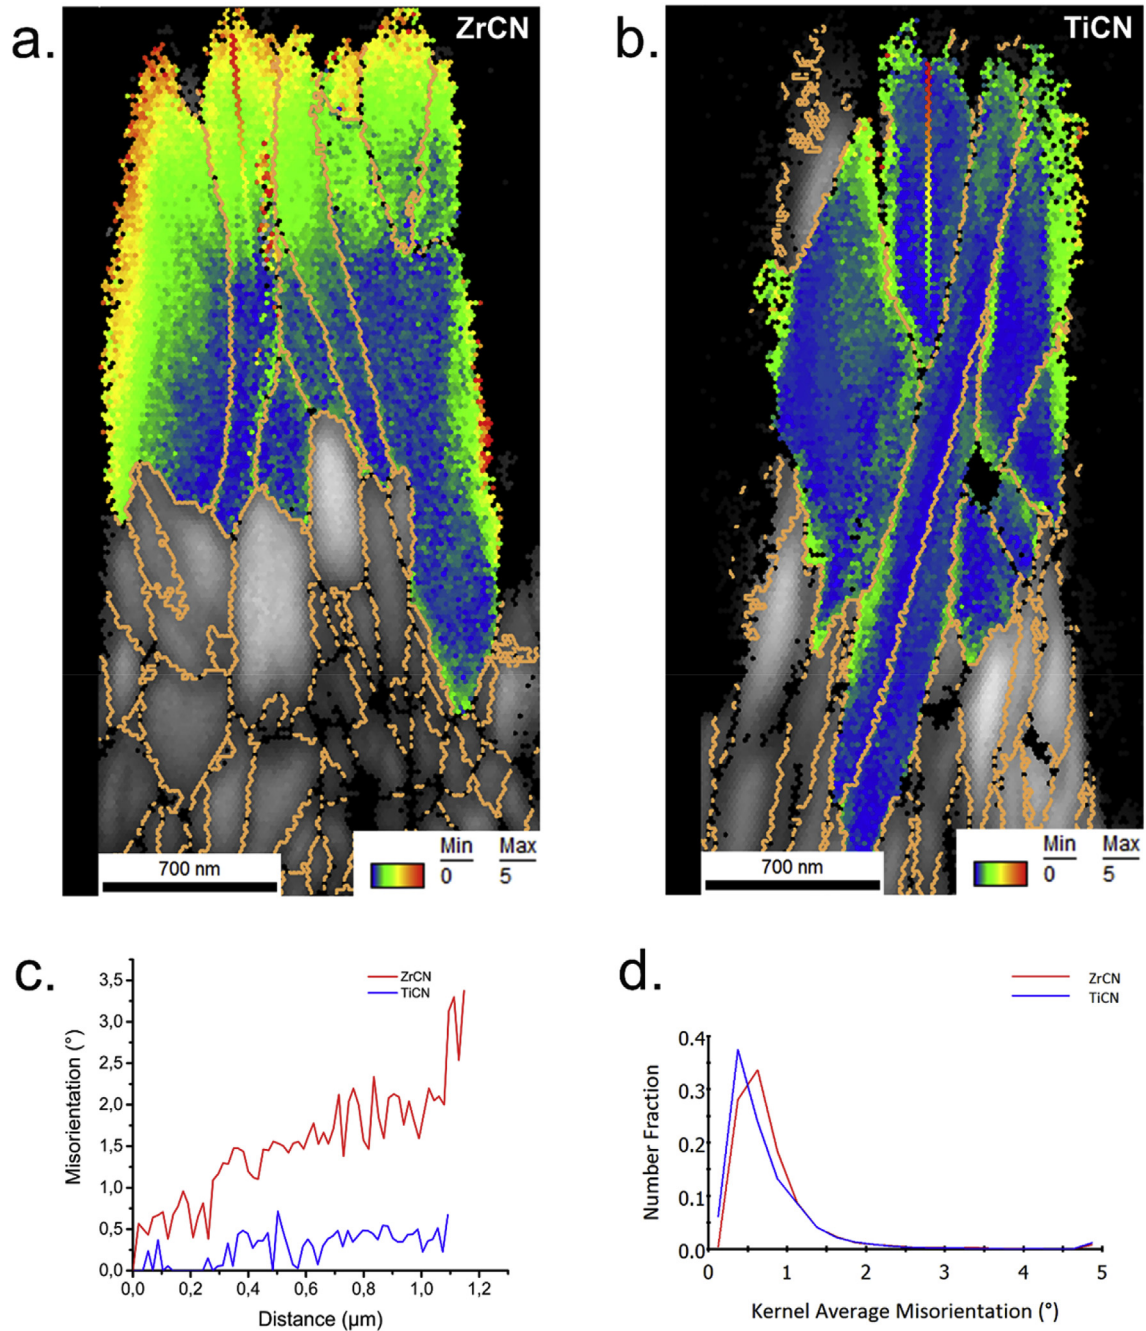 a.
ZrCN
Min Max
0 5
700 nm
b.
TiCN
Min Max
0 5
700 nm
c.
ZrCN
TiCN
3,5
3,0
2,5
2,0
1,5
1,0
0,5
0,0
Misorientation (°)
0,0 0,2 0,4 0,6 0,8 1,0 1,2
Distance (µm)
d.
ZrCN
TiCN
0.4
0.3
0.2
0.1
0.0
Number Fraction
0 1 2 3 4 5
Kernel Average Misorientation (°)